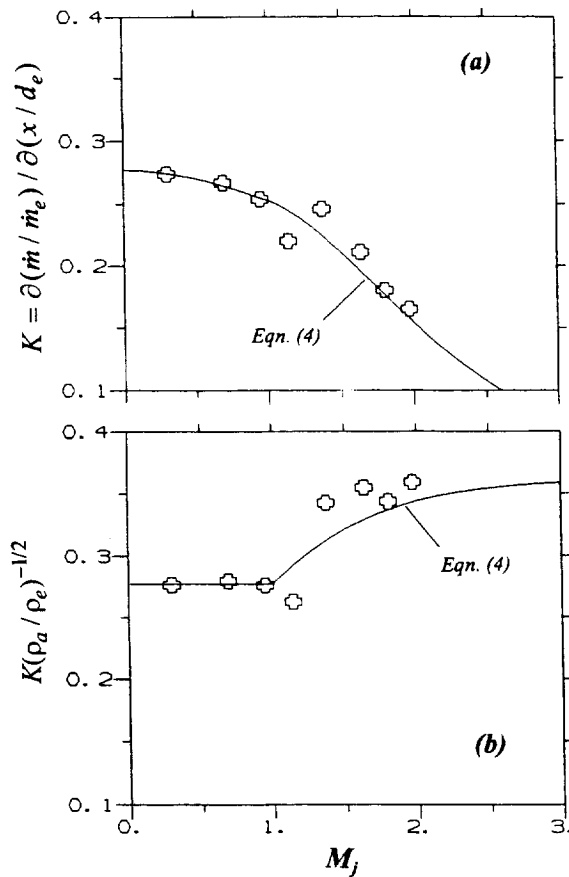 0.4
(a)
0.3
K = ∂(ṁ / ṁₑ) / ∂(x / dₑ)
0.2
Eqn. (4)
0.1
0.4
0.3
Eqn. (4)
K(ρₐ / ρₑ)⁻¹/²
0.2
(b)
0.1
0. 1. 2. 3.
Mⱼ